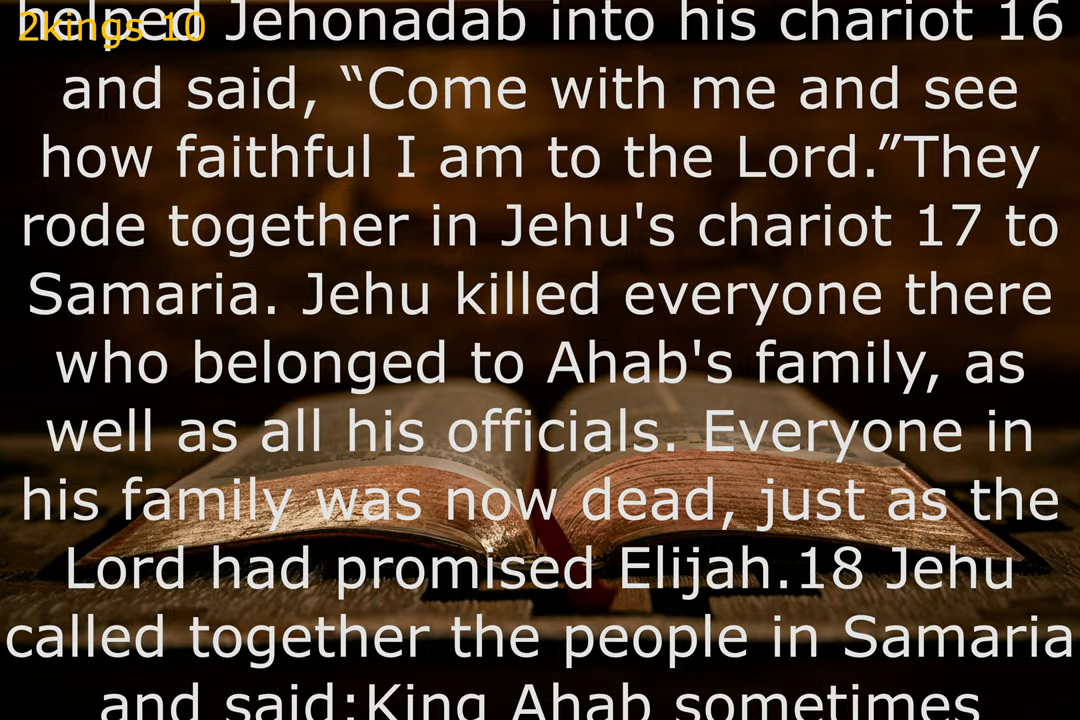 2kings 10
helped Jehonadab into his chariot 16
and said, “Come with me and see
how faithful I am to the Lord.”They
rode together in Jehu's chariot 17 to
Samaria. Jehu killed everyone there
who belonged to Ahab's family, as
well as all his officials. Everyone in
his family was now dead, just as the
Lord had promised Elijah.18 Jehu
called together the people in Samaria
and said:King Ahab sometimes